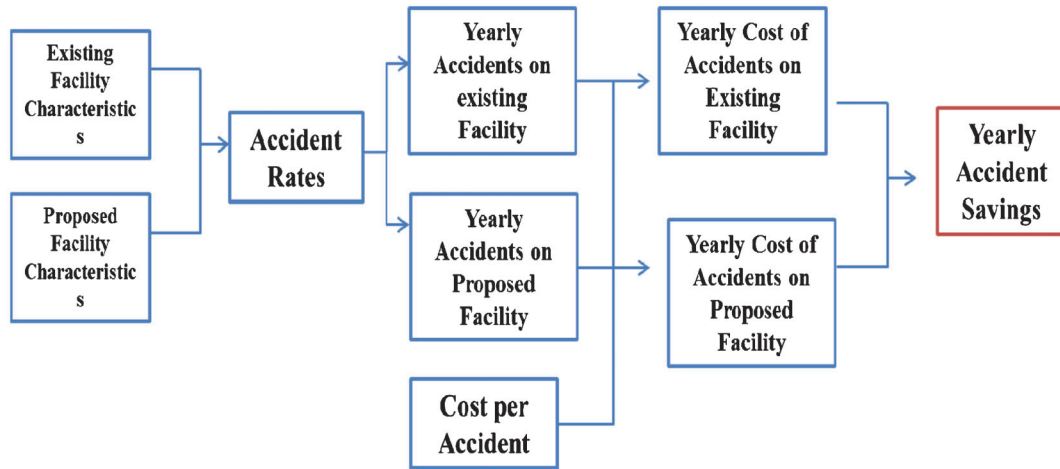 Existing
Facility
Characteristic
s
Proposed
Facility
Characteristic
s
Accident
Rates
Yearly
Accidents on
existing
Facility
Yearly
Accidents on
Proposed
Facility
Cost per
Accident
Yearly Cost of
Accidents on
Existing
Facility
Yearly Cost of
Accidents on
Proposed
Facility
Yearly
Accident
Savings